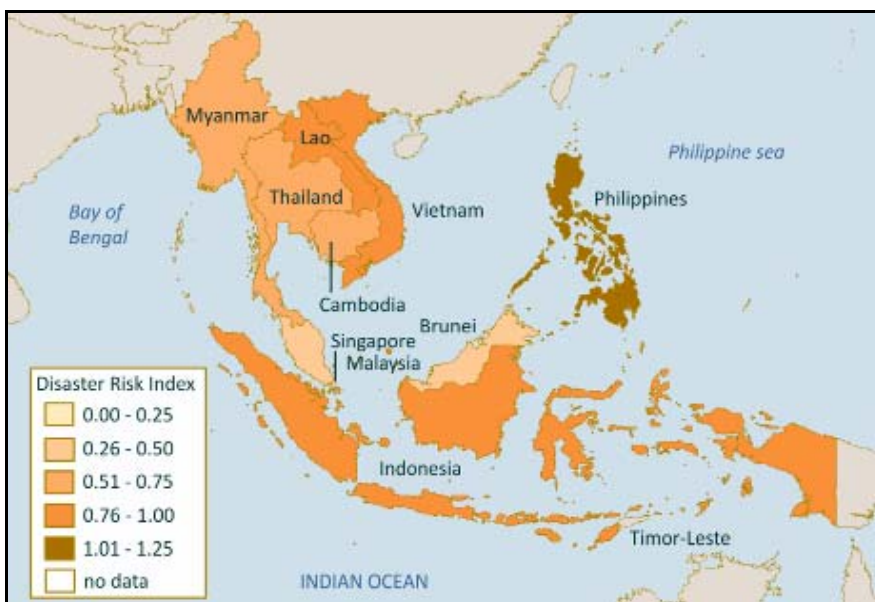 Myanmar
Lao
Philippine sea
Thailand
Philippines
Bay of
Bengal
Vietnam
Cambodia
Brunei
Singapore
Malaysia
Disaster Risk Index
0.00 - 0.25
0.26 - 0.50
0.51 - 0.75
0.76 - 1.00
1.01 - 1.25
no data
Indonesia
Timor-Leste
INDIAN OCEAN